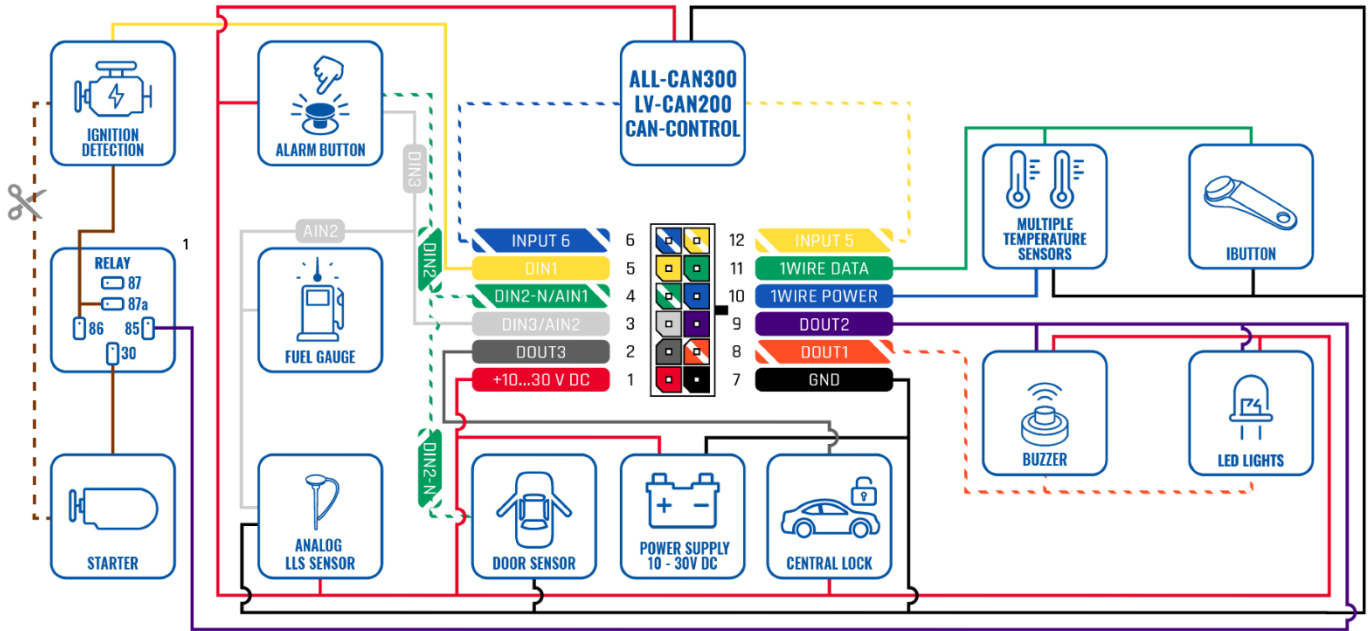 ALL-CAN300
LV-CAN200
CAN-CONTROL
IGNITION
DETECTION
ALARM BUTTON
DIN3
MULTIPLE
TEMPERATURE
SENSORS
IBUTTON
1
RELAY
87
87a
86
85
30
AIN2
FUEL GAUGE
DIN2
INPUT 6 6 12 INPUT 5
DIN1 5 11 1WIRE DATA
DIN2-N/AIN1 4 10 1WIRE POWER
DIN3/AIN2 3 9 DOUT2
DOUT3 2 8 DOUT1
+10...30 V DC 1 7 GND
BUZZER
LED LIGHTS
STARTER
ANALOG
LLS SENSOR
DIN2-N
DOOR SENSOR
+ −
POWER SUPPLY
10 - 30V DC
CENTRAL LOCK